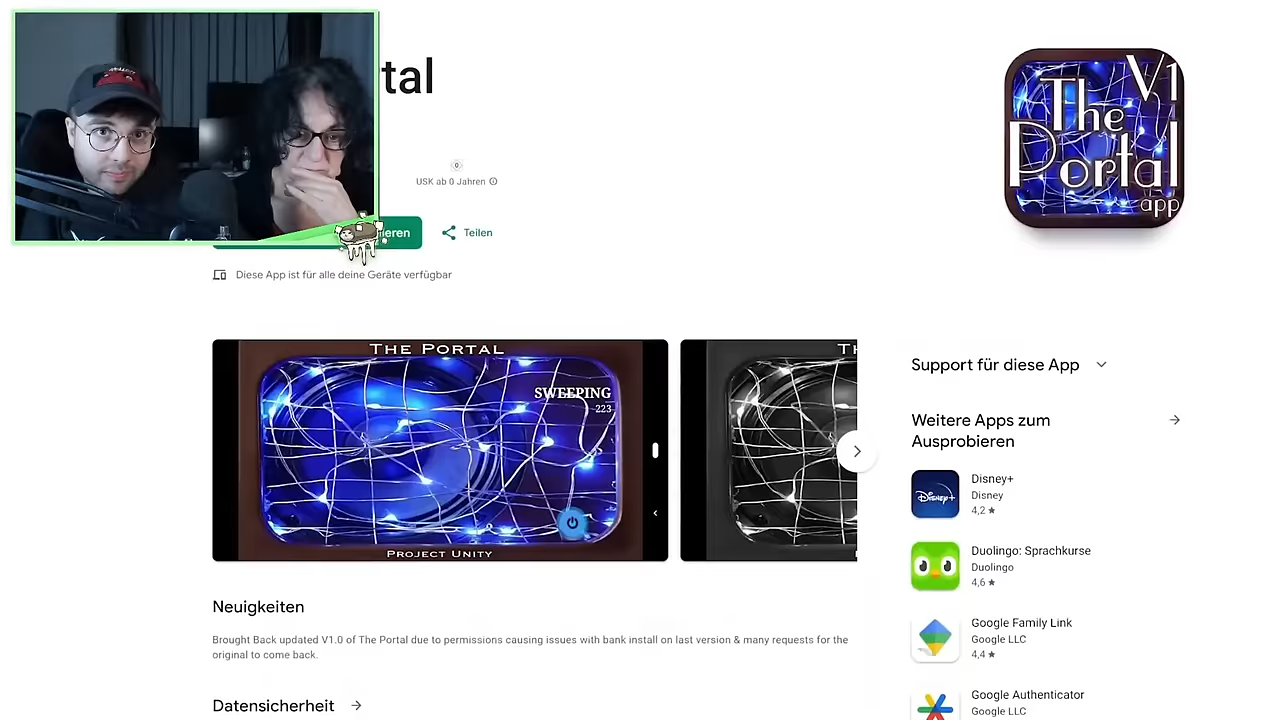 tal
USK ab 0 Jahren
ieren
Teilen
Diese App ist für alle deine Geräte verfügbar
V1
The
Portal
app
THE PORTAL
SWEEPING
223
PROJECT UNITY
TH
Neuigkeiten
Brought Back updated V1.0 of The Portal due to permissions causing issues with bank install on last version & many requests for the
original to come back.
Datensicherheit
Support für diese App
Weitere Apps zum
Ausprobieren
Disney+
Disney+
Disney
4,2 ★
Duolingo: Sprachkurse
Duolingo
4,6 ★
Google Family Link
Google LLC
4,4 ★
Google Authenticator
Google LLC